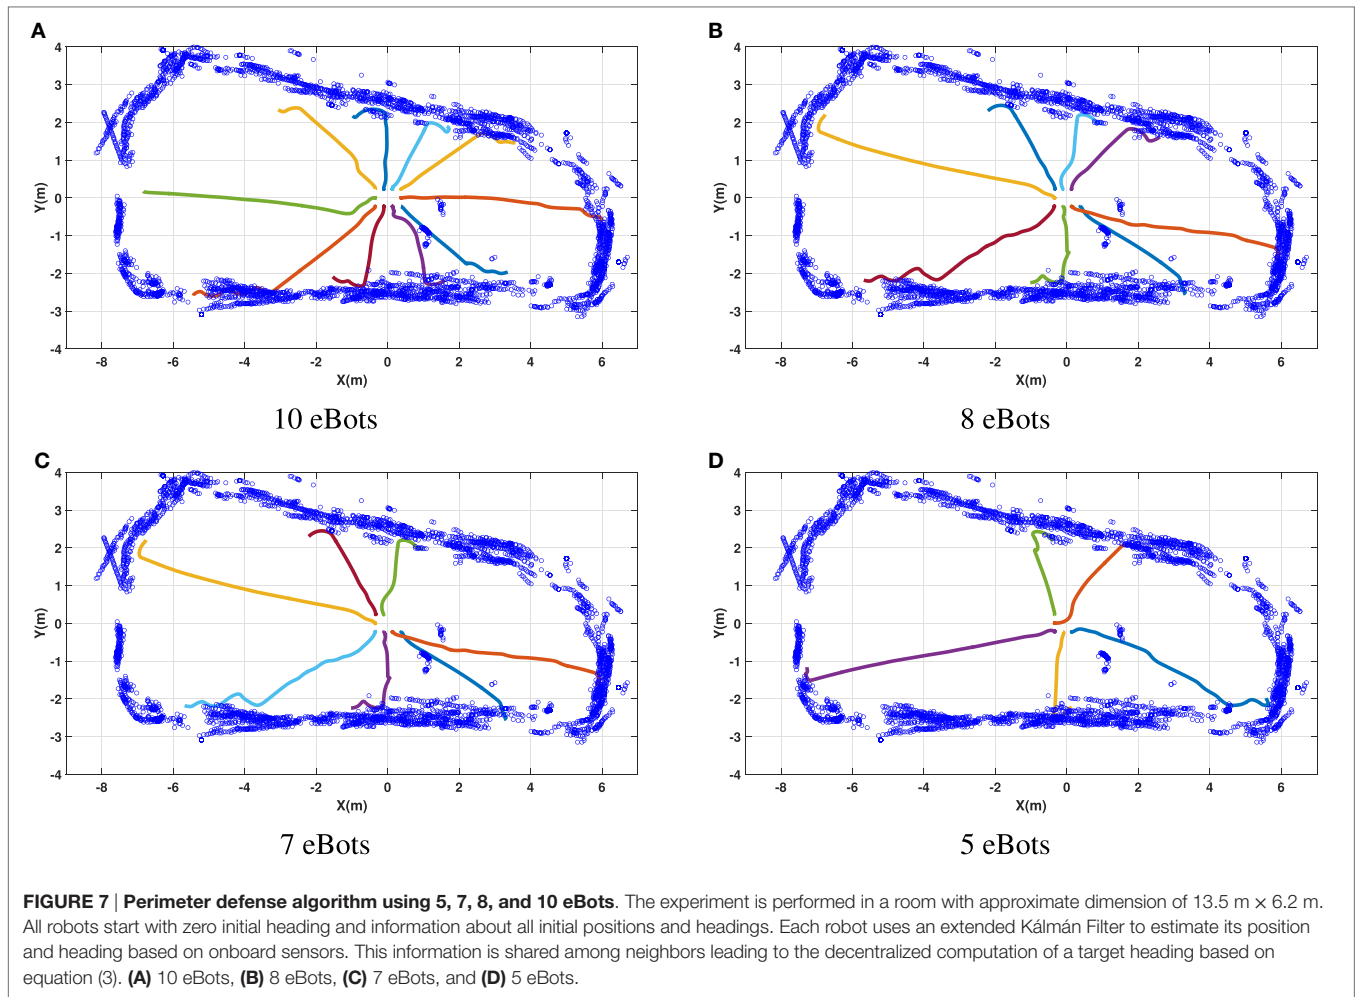 A
4
3
2
1
0
-1
-2
-3
-4
Y(m)
-8 -6 -4 -2 0 2 4 6
X(m)
10 eBots
B
4
3
2
1
0
-1
-2
-3
-4
Y(m)
-8 -6 -4 -2 0 2 4 6
X(m)
8 eBots
C
4
3
2
1
0
-1
-2
-3
-4
Y(m)
-8 -6 -4 -2 0 2 4 6
X(m)
7 eBots
D
4
3
2
1
0
-1
-2
-3
-4
Y(m)
-8 -6 -4 -2 0 2 4 6
X(m)
5 eBots
FIGURE 7 | Perimeter defense algorithm using 5, 7, 8, and 10 eBots. The experiment is performed in a room with approximate dimension of 13.5 m × 6.2 m.
All robots start with zero initial heading and information about all initial positions and headings. Each robot uses an extended Kálmán Filter to estimate its position
and heading based on onboard sensors. This information is shared among neighbors leading to the decentralized computation of a target heading based on
equation (3). (A) 10 eBots, (B) 8 eBots, (C) 7 eBots, and (D) 5 eBots.